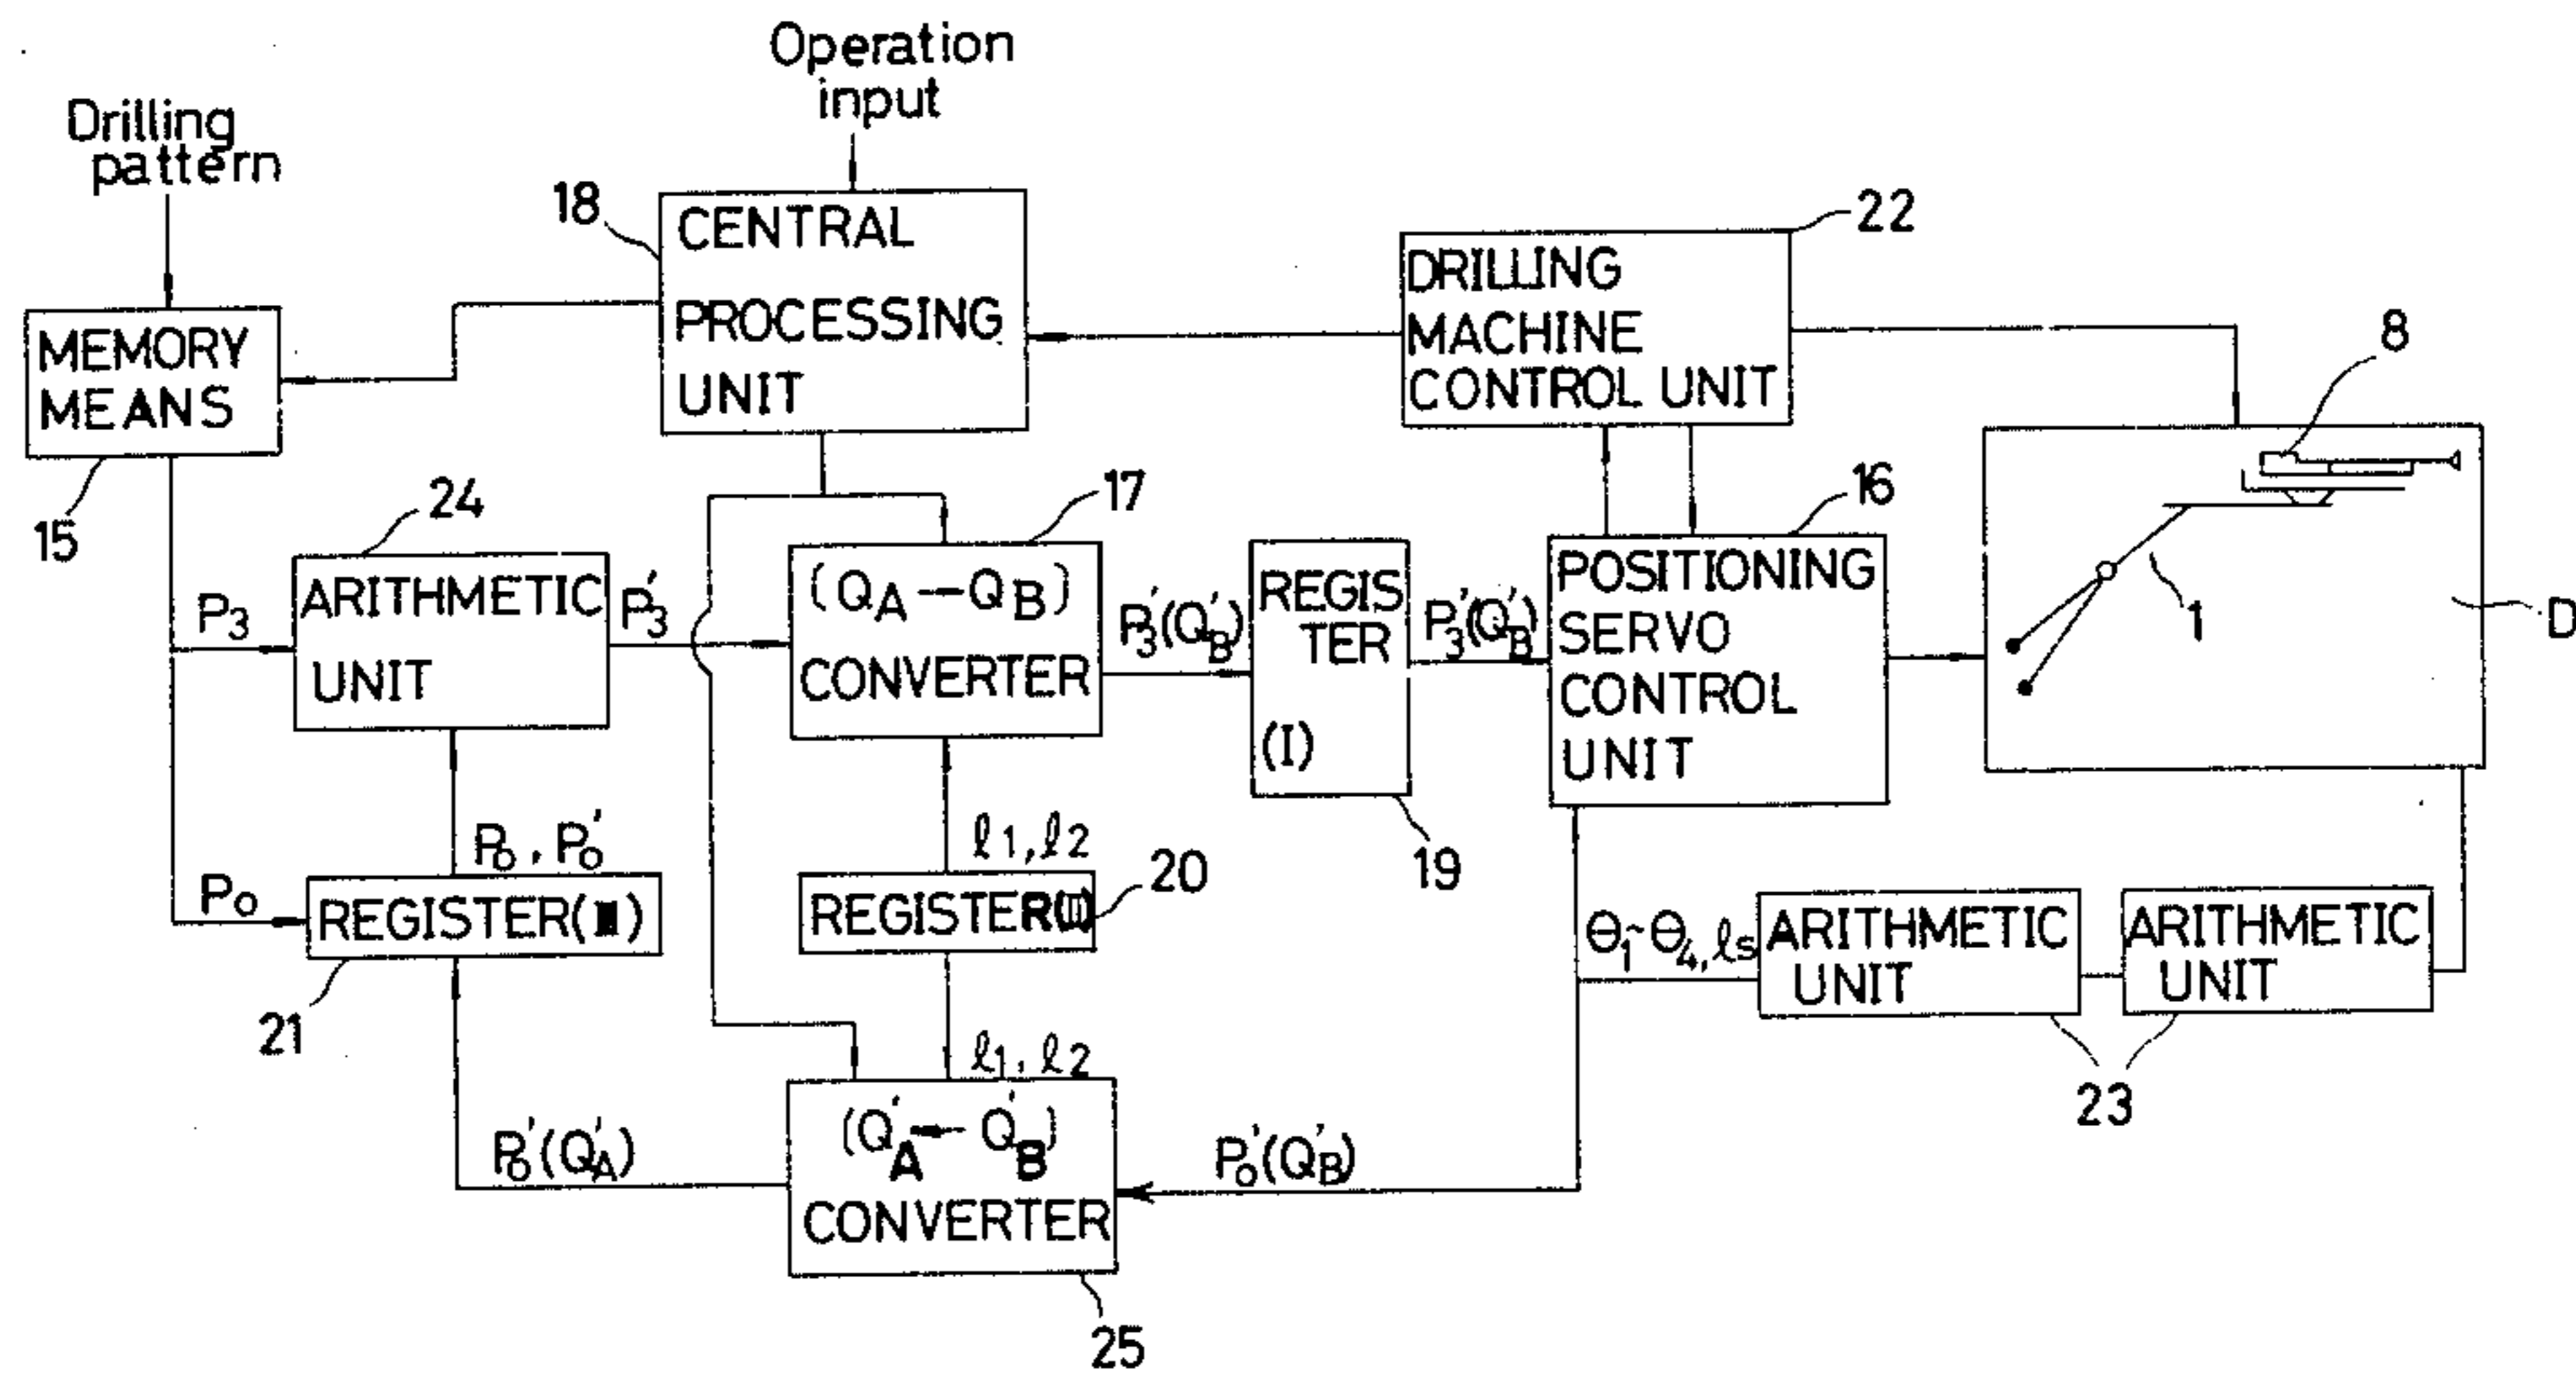 Operation
input
Drilling
pattern
18
CENTRAL
PROCESSING
UNIT
22
DRILLING
MACHINE
CONTROL UNIT
8
MEMORY
MEANS
15
24
17
16
ARITHMETIC
UNIT
P3
P3'
(QA—QB)
CONVERTER
P3'(QB')
REGIS
TER
(I)
19
P3'(QB')
POSITIONING
SERVO
CONTROL
UNIT
1
D
P0, P0'
ℓ1, ℓ2
20
P0
REGISTER(III)
REGISTER(II)
21
θ1~θ4, ℓs
ARITHMETIC
UNIT
ARITHMETIC
UNIT
23
ℓ1, ℓ2
P0'(QA')
(QA'←QB')
CONVERTER
P0'(QB')
25